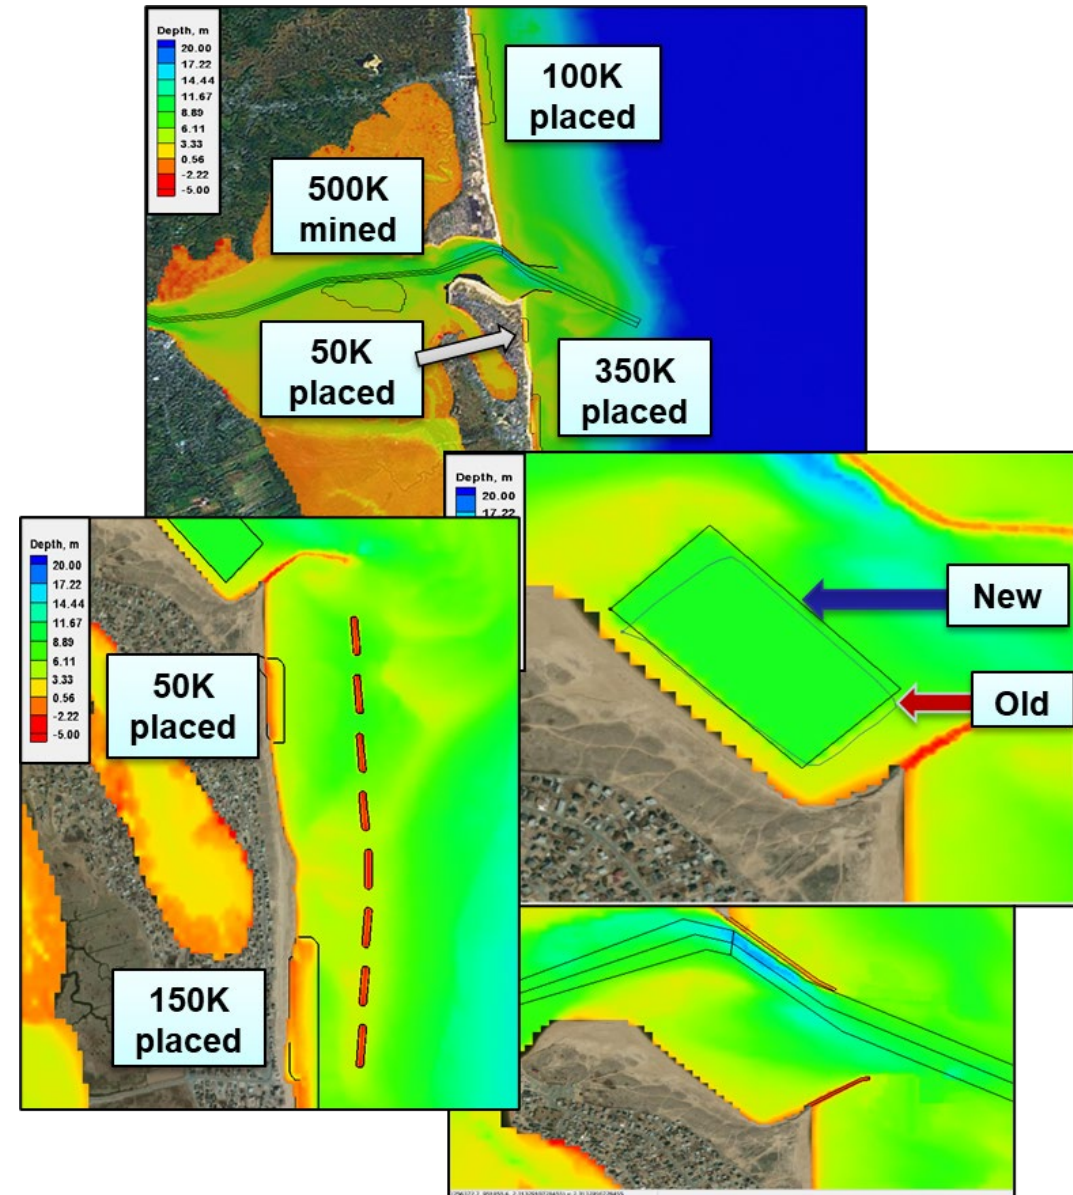 Depth, m
20.00
17.22
14.44
11.67
8.89
6.11
3.33
0.56
-2.22
-5.00
100K
placed
500K
mined
50K
placed
350K
placed
Depth, m
20.00
17.22
New
Old
Depth, m
20.00
17.22
14.44
11.67
8.89
6.11
3.33
0.56
-2.22
-5.00
50K
placed
150K
placed